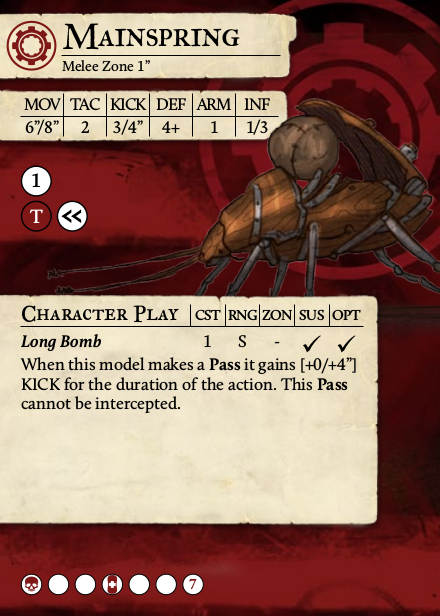 Mainspring
Melee Zone 1”
MOV TAC KICK DEF ARM INF
6”/8” 2 3/4” 4+ 1 1/3
1
T <<
Character Play CST RNG ZON SUS OPT
Long Bomb 1 S - ✓ ✓
When this model makes a Pass it gains [+0/+4”]
KICK for the duration of the action. This Pass
cannot be intercepted.
7